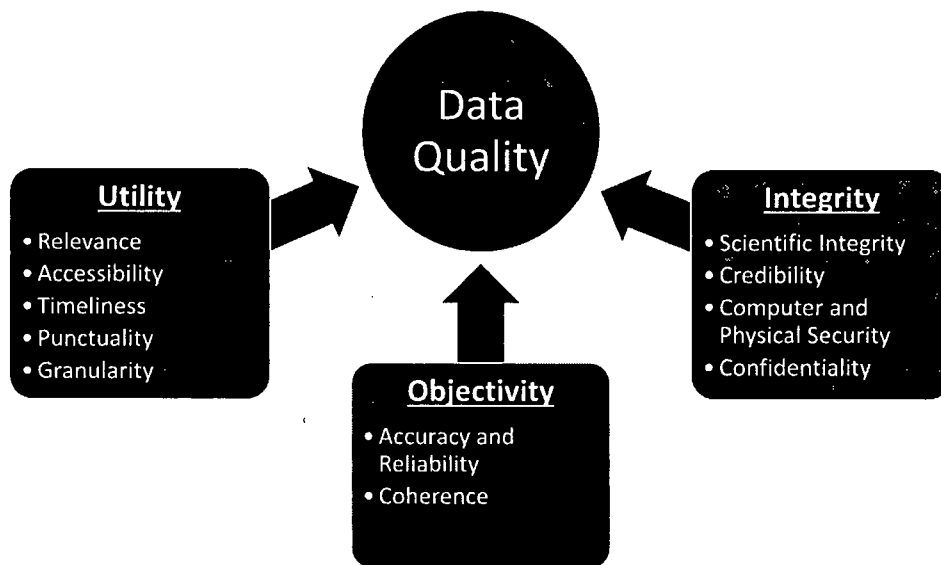 Data
Quality
Utility
• Relevance
• Accessibility
• Timeliness
• Punctuality
• Granularity
Objectivity
• Accuracy and
Reliability
• Coherence
Integrity
• Scientific Integrity
• Credibility
• Computer and
Physical Security
• Confidentiality